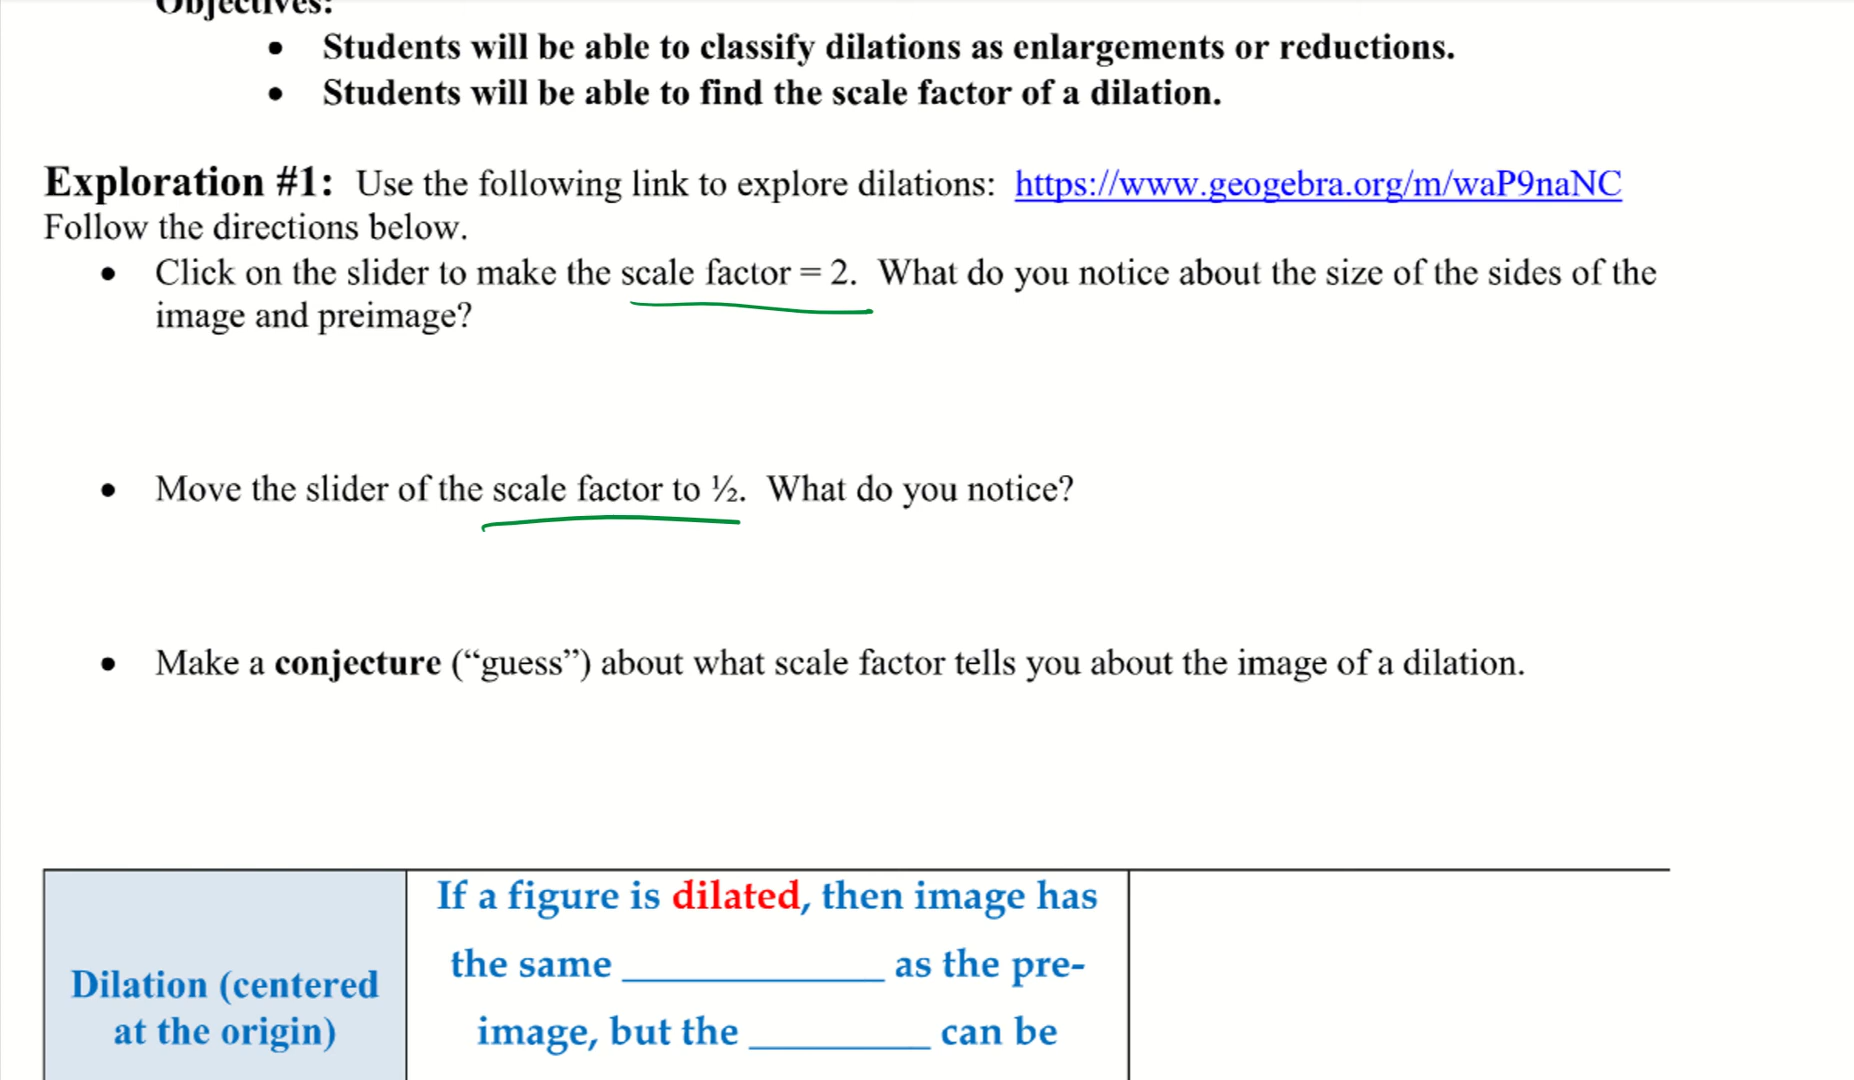 Objectives:
• Students will be able to classify dilations as enlargements or reductions.
• Students will be able to find the scale factor of a dilation.
Exploration #1: Use the following link to explore dilations: https://www.geogebra.org/m/waP9naNC
Follow the directions below.
• Click on the slider to make the scale factor = 2. What do you notice about the size of the sides of the
image and preimage?
• Move the slider of the scale factor to ½. What do you notice?
• Make a conjecture (“guess”) about what scale factor tells you about the image of a dilation.
Dilation (centered
at the origin)
If a figure is dilated, then image has
the same ______________ as the pre-
image, but the __________ can be